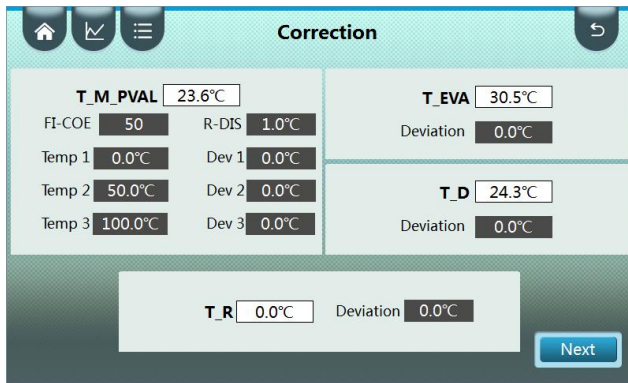 Correction
T_M_PVAL 23.6℃
FI-COE 50 R-DIS 1.0℃
Temp 1 0.0℃ Dev 1 0.0℃
Temp 2 50.0℃ Dev 2 0.0℃
Temp 3 100.0℃ Dev 3 0.0℃
T_EVA 30.5℃
Deviation 0.0℃
T_D 24.3℃
Deviation 0.0℃
T_R 0.0℃ Deviation 0.0℃
Next